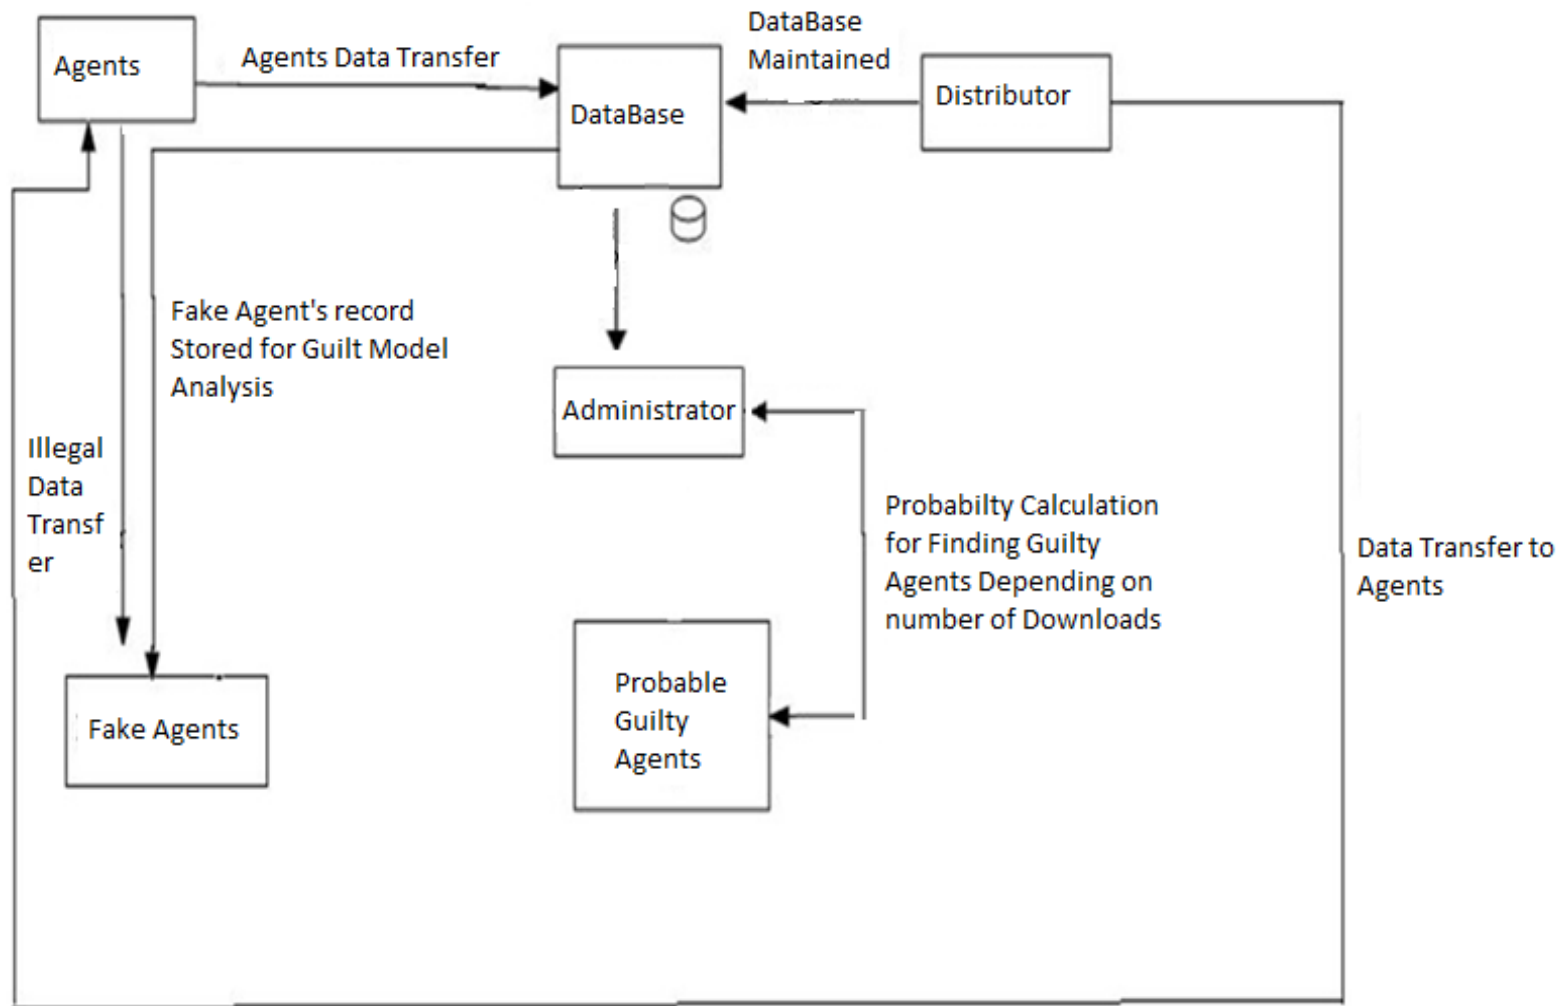 Agents
Agents Data Transfer
DataBase
DataBase
Maintained
Distributor
Fake Agent's record
Stored for Guilt Model
Analysis
Illegal
Data
Transf
er
Administrator
Probabilty Calculation
for Finding Guilty
Agents Depending on
number of Downloads
Data Transfer to
Agents
Fake Agents
Probable
Guilty
Agents